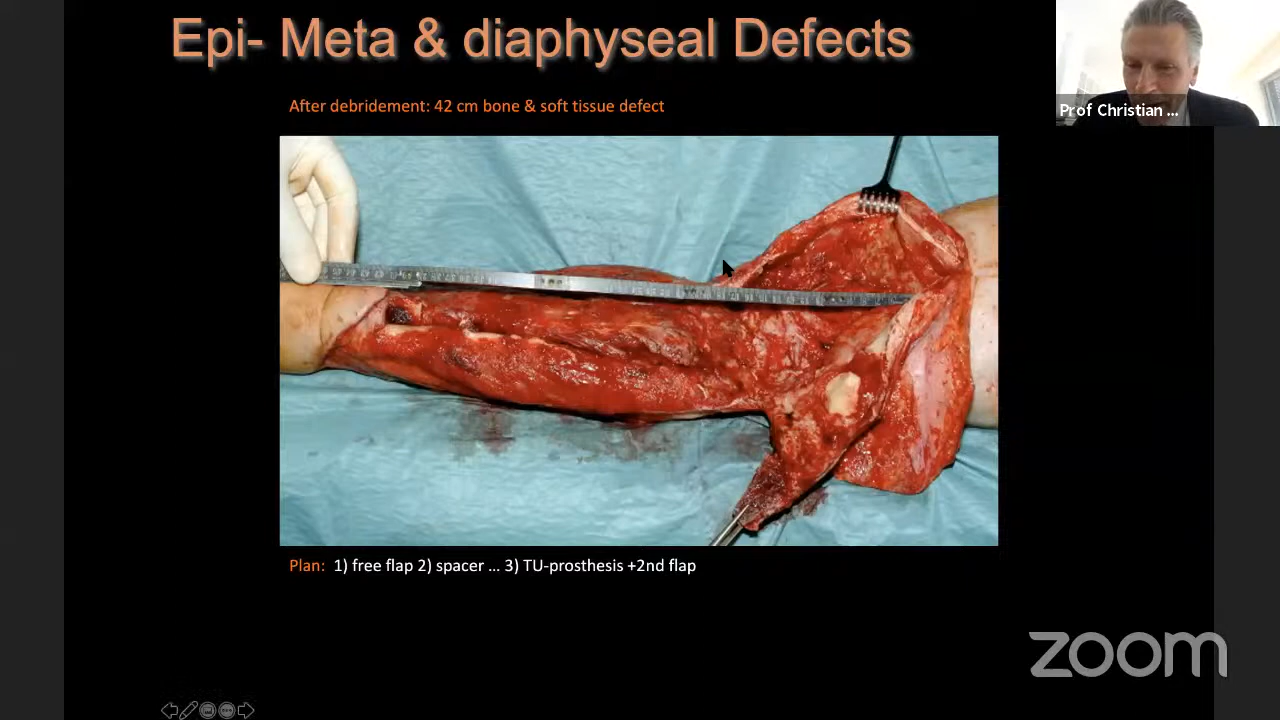 Epi- Meta & diaphyseal Defects
After debridement: 42 cm bone & soft tissue defect
Prof Christian ...
Plan: 1) free flap 2) spacer ... 3) TU-prosthesis +2nd flap
zoom